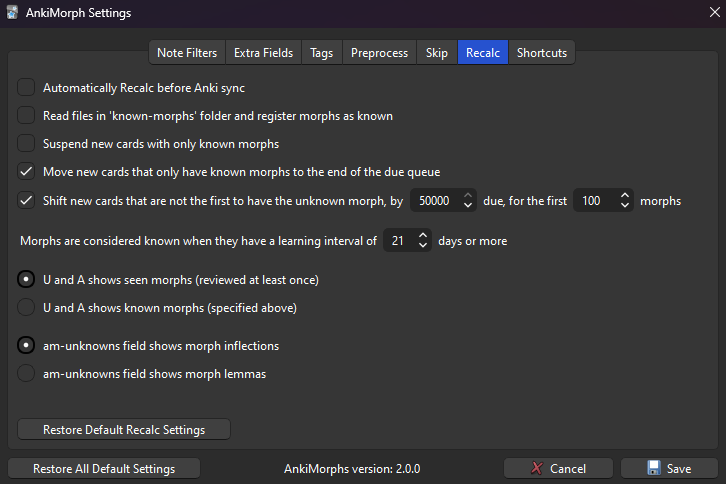 AnkiMorph Settings
Note Filters Extra Fields Tags Preprocess Skip Recalc Shortcuts
Automatically Recalc before Anki sync
Read files in 'known-morphs' folder and register morphs as known
Suspend new cards with only known morphs
Move new cards that only have known morphs to the end of the due queue
Shift new cards that are not the first to have the unknown morph, by 50000 due, for the first 100 morphs
Morphs are considered known when they have a learning interval of 21 days or more
U and A shows seen morphs (reviewed at least once)
U and A shows known morphs (specified above)
am-unknowns field shows morph inflections
am-unknowns field shows morph lemmas
Restore Default Recalc Settings
Restore All Default Settings AnkiMorphs version: 2.0.0 Cancel Save